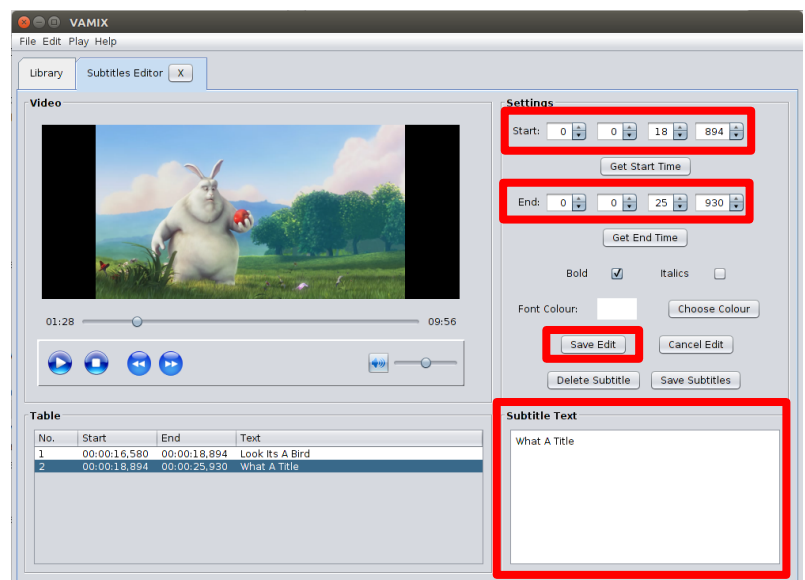 VAMIX
File Edit Play Help
Library
Subtitles Editor X
Video
01:28
09:56
Settings
Start: 0 0 18 894
Get Start Time
End: 0 0 25 930
Get End Time
Bold Italics
Font Colour: Choose Colour
Save Edit Cancel Edit
Delete Subtitle Save Subtitles
Table
No. Start End Text
1 00:00:16,580 00:00:18,894 Look Its A Bird
2 00:00:18,894 00:00:25,930 What A Title
Subtitle Text
What A Title